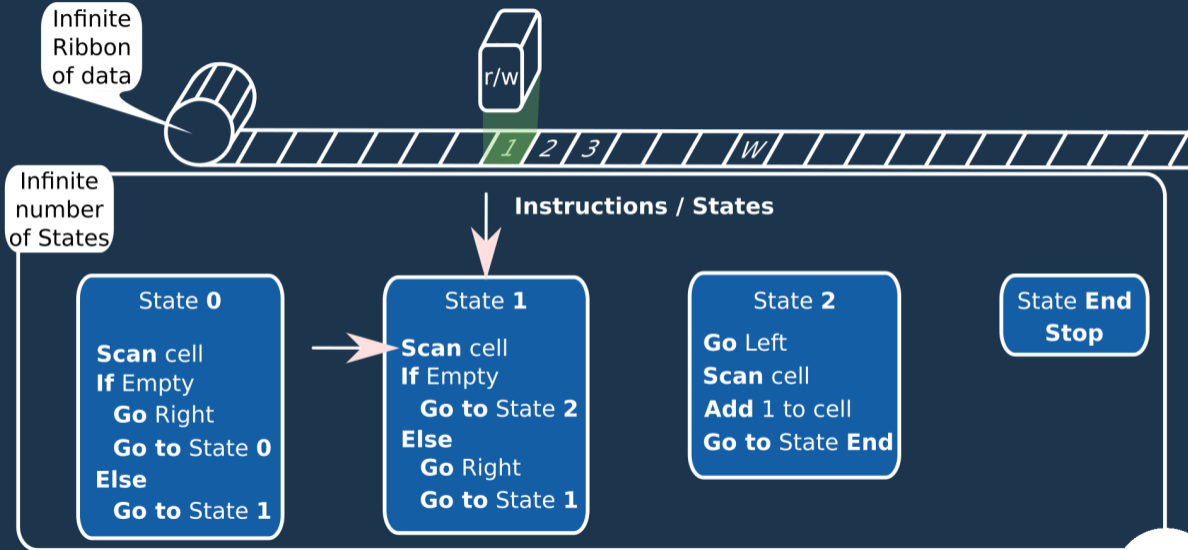 Infinite
Ribbon
of data
r/w
1 2 3 W
Infinite
number
of States
Instructions / States
State 0
Scan cell
If Empty
Go Right
Go to State 0
Else
Go to State 1
State 1
Scan cell
If Empty
Go to State 2
Else
Go Right
Go to State 1
State 2
Go Left
Scan cell
Add 1 to cell
Go to State End
State End
Stop